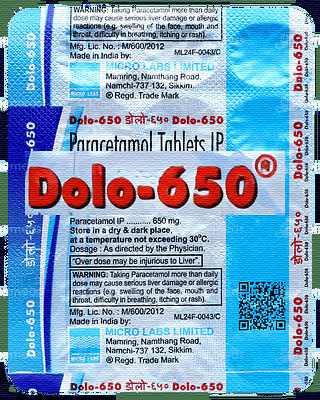 WARNING: Taking Paracetamol more than daily
dose may cause serious liver damage or allergic
reactions (e.g. swelling of the face, mouth and
throat, difficulty in breathing, itching or rash).
Mfg. Lic. No. : M/600/2012
Made in India by: ML24F-0043/C
MICRO LABS LIMITED
Mamring, Namthang Road,
Namchi-737 132, Sikkim.
® Regd. Trade Mark
MICRO LABS
Dolo-650 डोलो-६५० Dolo-650 डोलो-६५०
Paracetamol Tablets IP
Dolo-650®
Paracetamol IP ........... 650 mg.
Store in a dry & dark place,
at a temperature not exceeding 30°C.
Dosage : As directed by the Physician.
"Over dose may be injurious to Liver".
WARNING: Taking Paracetamol more than daily
dose may cause serious liver damage or allergic
reactions (e.g. swelling of the face, mouth and
throat, difficulty in breathing, itching or rash).
Mfg. Lic. No. : M/600/2012
Made in India by: ML24F-0043/C
MICRO LABS LIMITED
Mamring, Namthang Road,
Namchi-737 132, Sikkim.
® Regd. Trade Mark
MICRO LABS
Dolo-650 डोलो-६५० Dolo-650
Dolo-650 डोलो-६५०